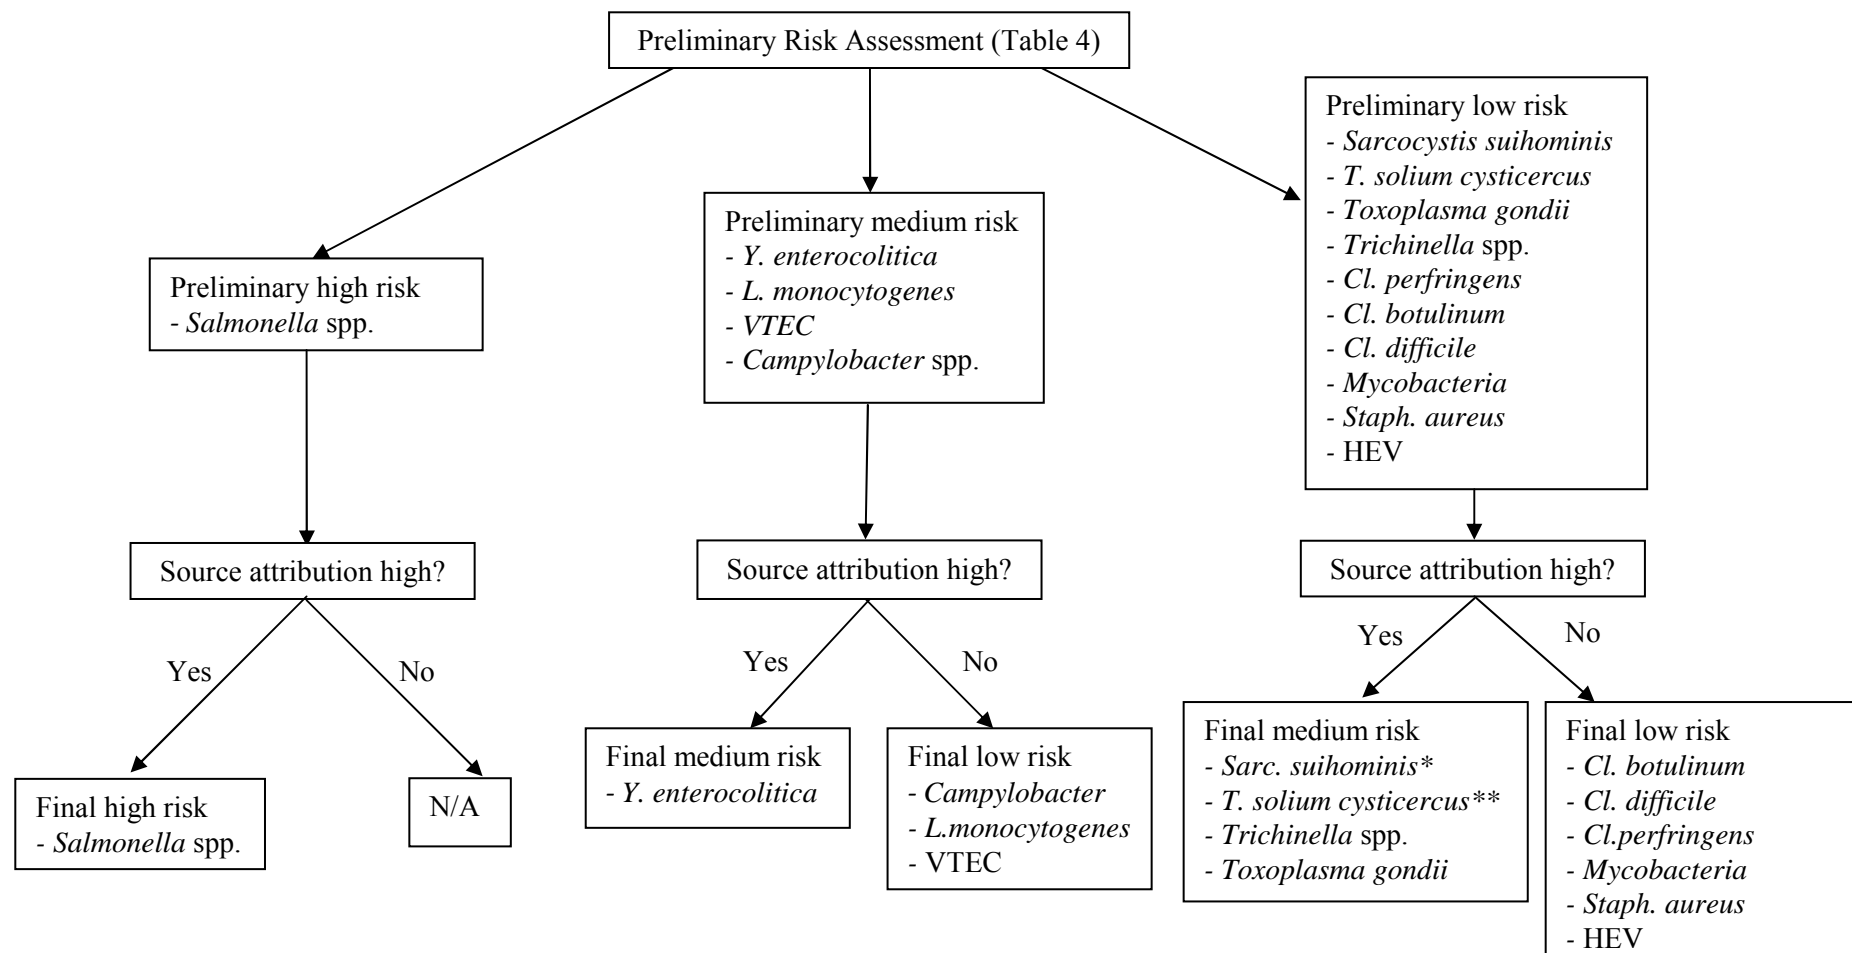 Preliminary Risk Assessment (Table 4)
Preliminary high risk
- Salmonella spp.
Preliminary medium risk
- Y. enterocolitica
- L. monocytogenes
- VTEC
- Campylobacter spp.
Preliminary low risk
- Sarcocystis suihominis
- T. solium cysticercus
- Toxoplasma gondii
- Trichinella spp.
- Cl. perfringens
- Cl. botulinum
- Cl. difficile
- Mycobacteria
- Staph. aureus
- HEV
Source attribution high?
Source attribution high?
Source attribution high?
Yes
No
Yes
No
Yes
No
Final high risk
- Salmonella spp.
N/A
Final medium risk
- Y. enterocolitica
Final low risk
- Campylobacter
- L.monocytogenes
- VTEC
Final medium risk
- Sarc. suihominis*
- T. solium cysticercus**
- Trichinella spp.
- Toxoplasma gondii
Final low risk
- Cl. botulinum
- Cl. difficile
- Cl.perfringens
- Mycobacteria
- Staph. aureus
- HEV